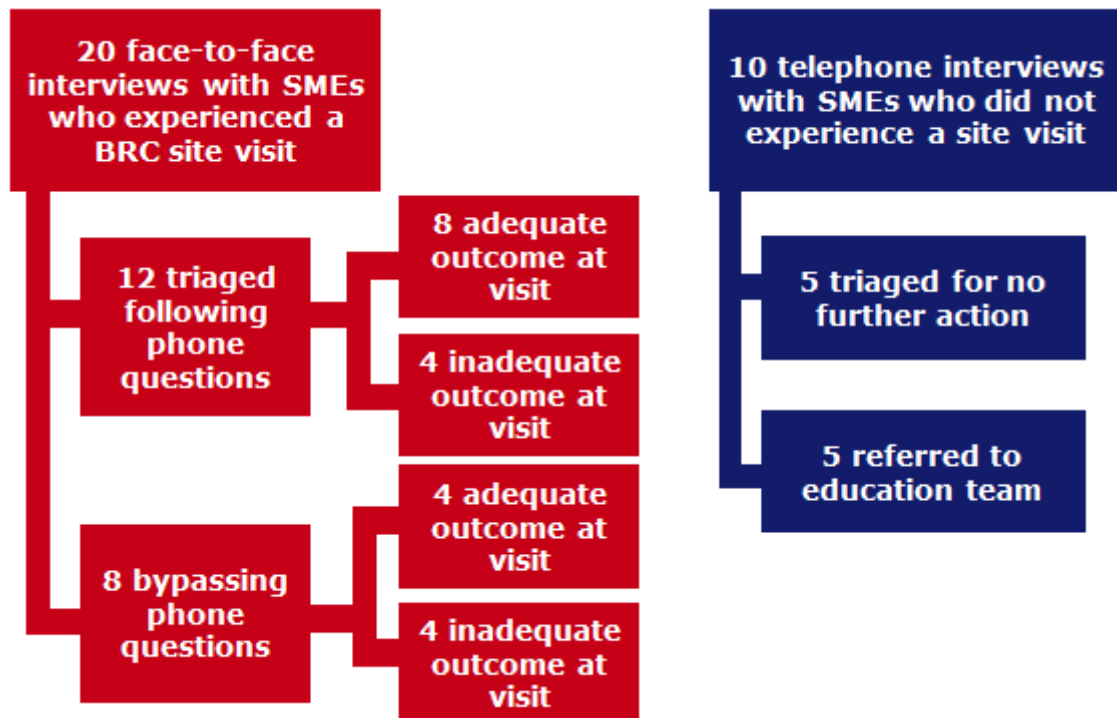 20 face-to-face
interviews with SMEs
who experienced a
BRC site visit
12 triaged
following
phone
questions
8 adequate
outcome at
visit
4 inadequate
outcome at
visit
8 bypassing
phone
questions
4 adequate
outcome at
visit
4 inadequate
outcome at
visit
10 telephone interviews
with SMEs who did not
experience a site visit
5 triaged for no
further action
5 referred to
education team